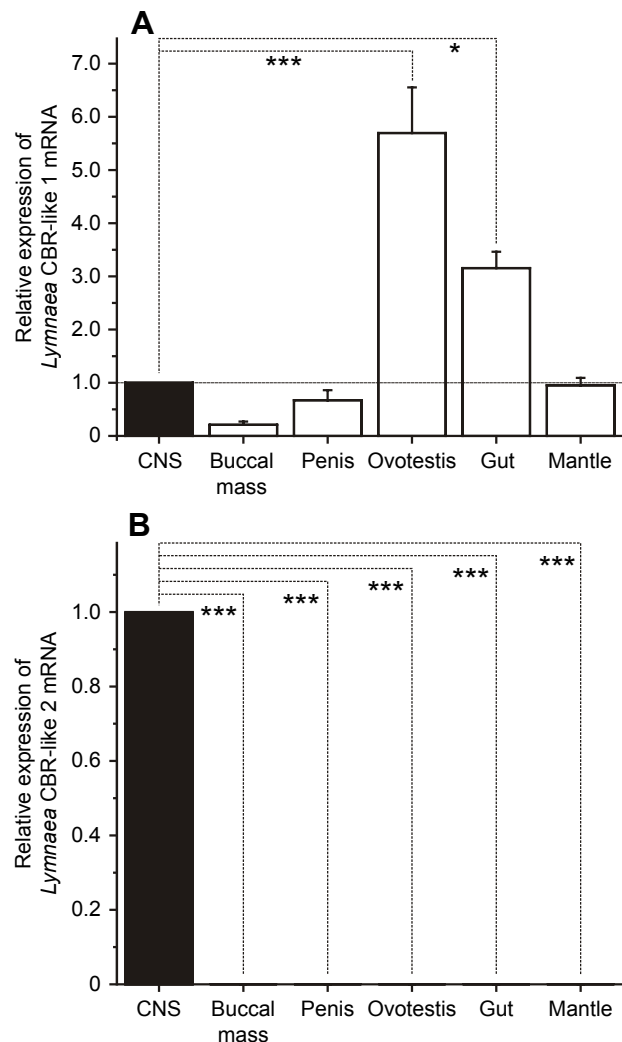 A
Relative expression of
Lymnaea CBR-like 1 mRNA
7.0
6.0
5.0
4.0
3.0
2.0
1.0
0
***
*
CNS
Buccal
mass
Penis
Ovotestis
Gut
Mantle
B
Relative expression of
Lymnaea CBR-like 2 mRNA
1.0
0.8
0.6
0.4
0.2
0
***
***
***
***
***
CNS
Buccal
mass
Penis
Ovotestis
Gut
Mantle